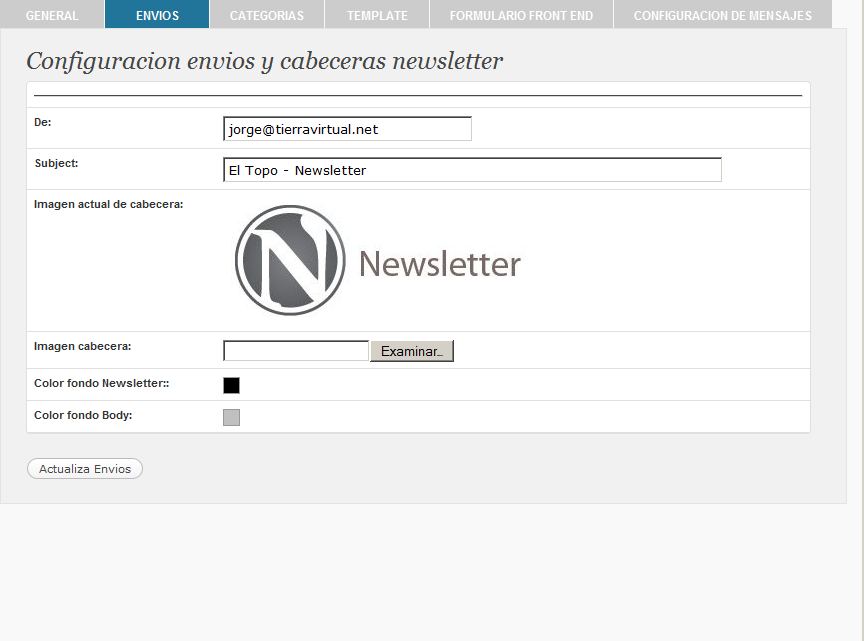 GENERAL ENVIOS CATEGORIAS TEMPLATE FORMULARIO FRONT END CONFIGURACION DE MENSAJES
Configuracion envios y cabeceras newsletter
De: jorge@tierravirtual.net
Subject: El Topo - Newsletter
Imagen actual de cabecera:
N Newsletter
Imagen cabecera: Examinar...
Color fondo Newsletter::
Color fondo Body:
Actualiza Envios